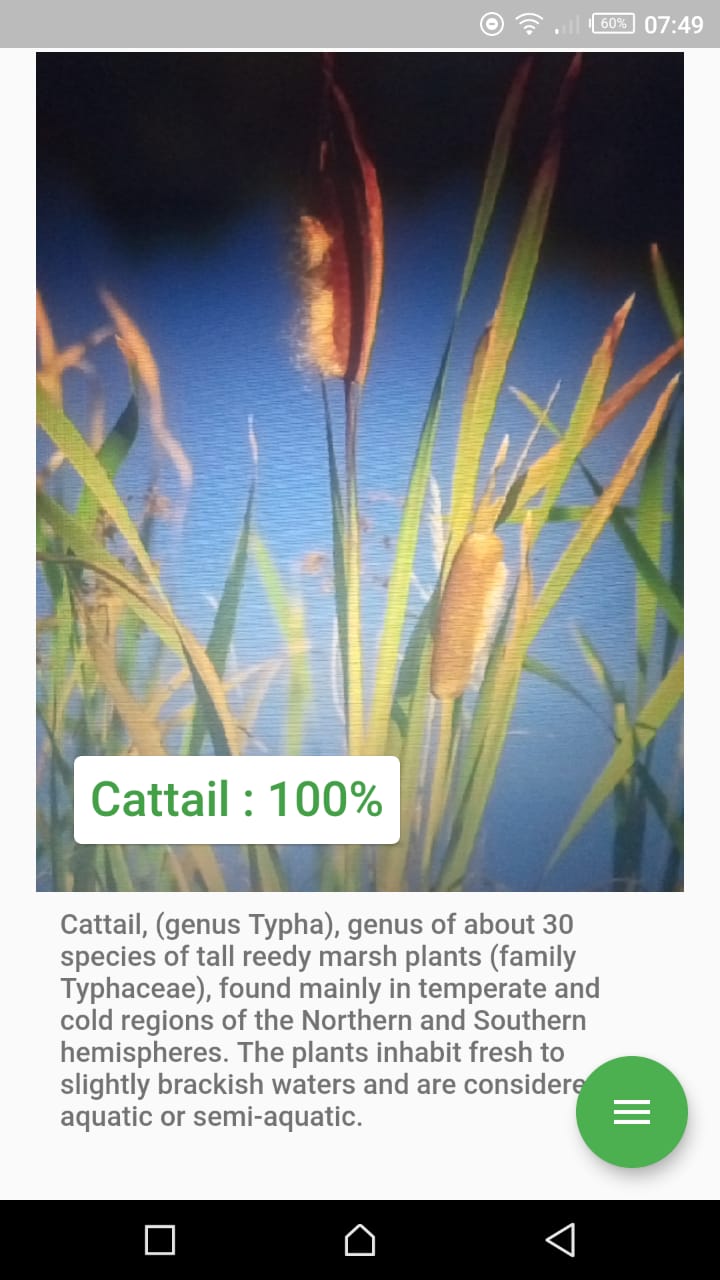 60%
07:49
Cattail : 100%
Cattail, (genus Typha), genus of about 30
species of tall reedy marsh plants (family
Typhaceae), found mainly in temperate and
cold regions of the Northern and Southern
hemispheres. The plants inhabit fresh to
slightly brackish waters and are considere
aquatic or semi-aquatic.